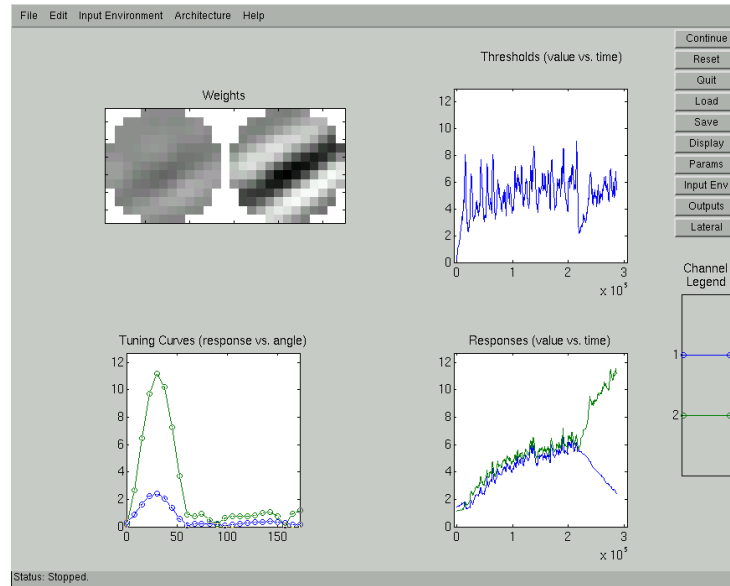 File Edit Input Environment Architecture Help
Continue
Reset
Quit
Load
Save
Display
Params
Input Env
Outputs
Lateral
Channel
Legend
1
2
Weights
Thresholds (value vs. time)
12
10
8
6
4
2
0
0 1 2 3
x 10^5
Tuning Curves (response vs. angle)
12
10
8
6
4
2
0
0 50 100 150
Responses (value vs. time)
12
10
8
6
4
2
0
0 1 2 3
x 10^5
Status: Stopped.